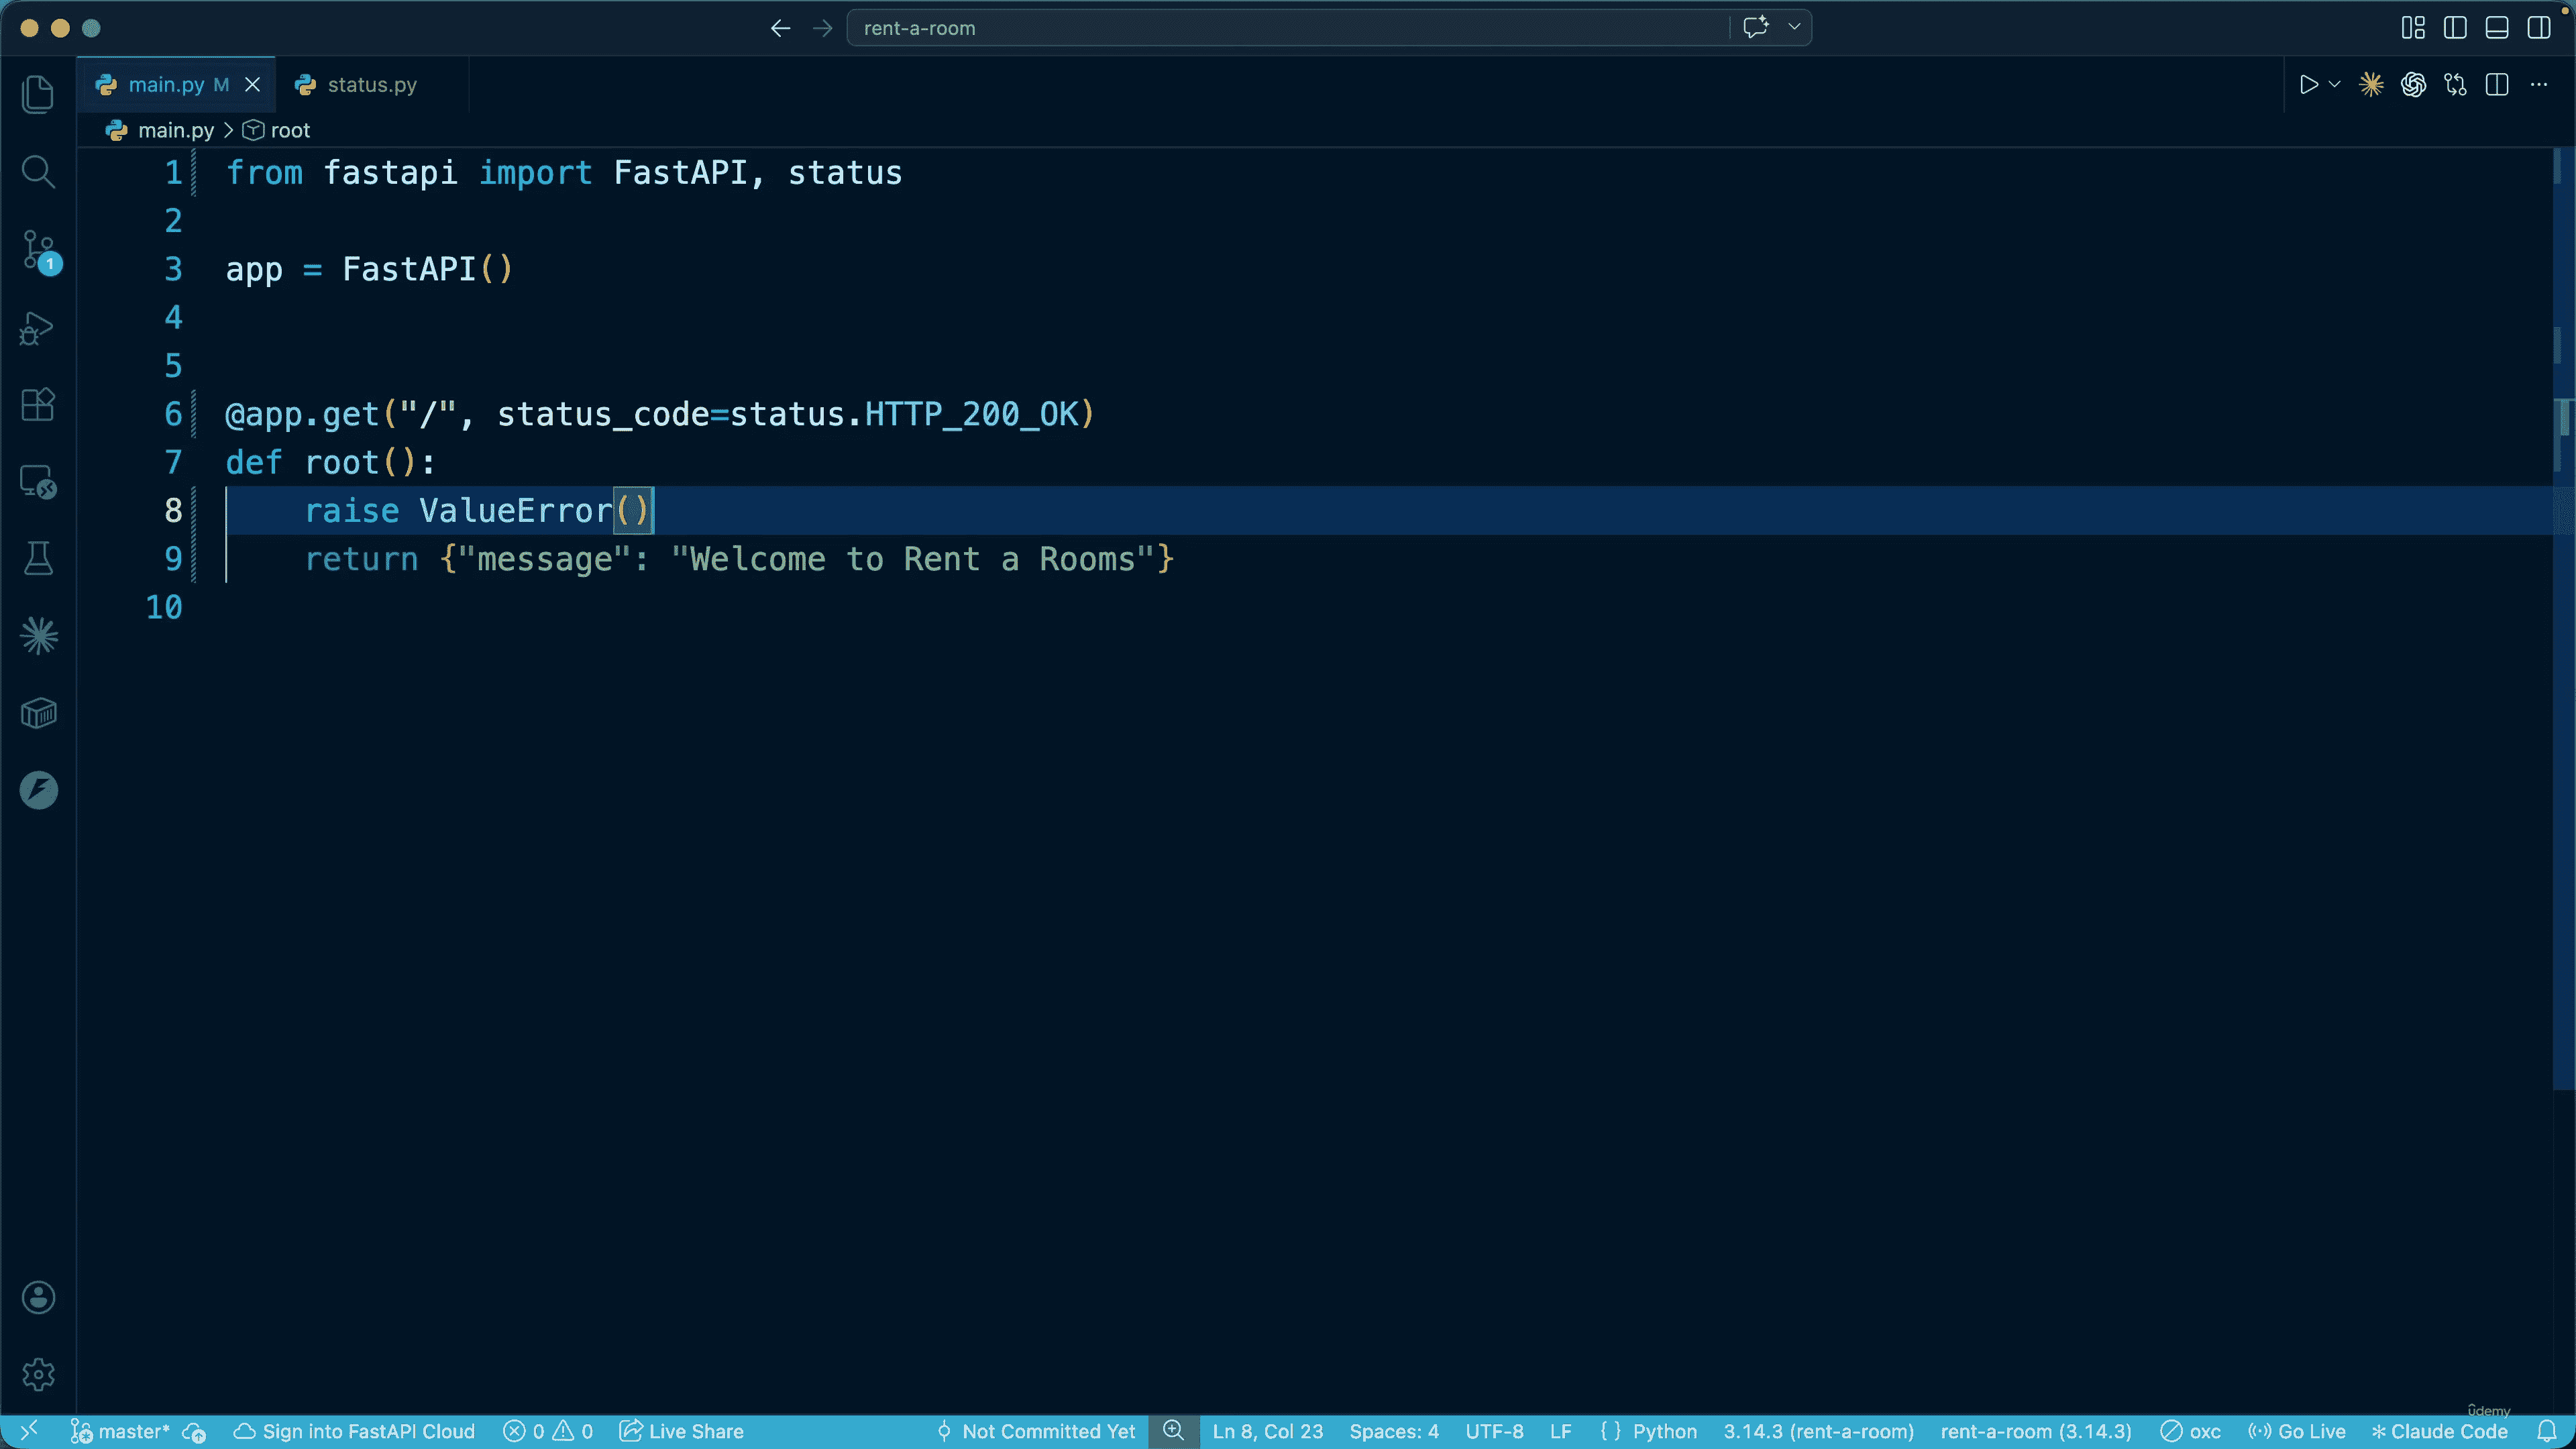 rent-a-room
main.py M status.py
main.py root
1 from fastapi import FastAPI, status
2
3 app = FastAPI()
4
5
6 @app.get("/", status_code=status.HTTP_200_OK)
7 def root():
8 raise ValueError()
9 return {"message": "Welcome to Rent a Rooms"}
10
1
ûdemy
master* Sign into FastAPI Cloud 0 0 Live Share Not Committed Yet Ln 8, Col 23 Spaces: 4 UTF-8 LF {} Python 3.14.3 (rent-a-room) rent-a-room (3.14.3) oxc Go Live Claude Code